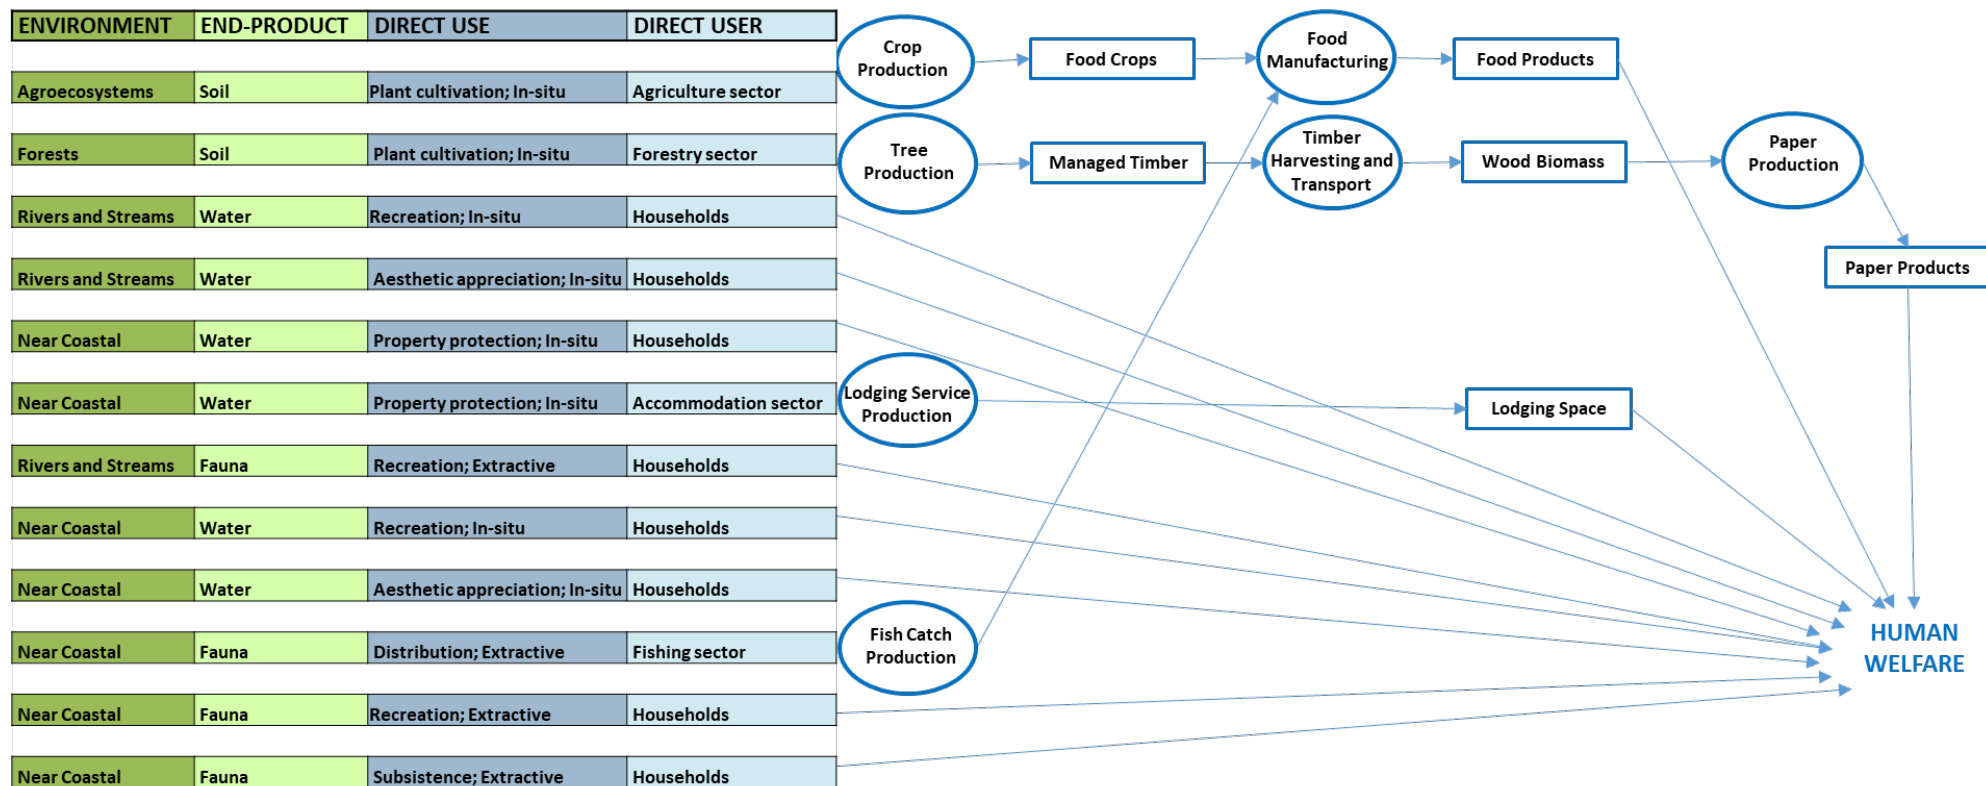 ENVIRONMENT END-PRODUCT DIRECT USE DIRECT USER
Agroecosystems Soil Plant cultivation; In-situ Agriculture sector
Forests Soil Plant cultivation; In-situ Forestry sector
Rivers and Streams Water Recreation; In-situ Households
Rivers and Streams Water Aesthetic appreciation; In-situ Households
Near Coastal Water Property protection; In-situ Households
Near Coastal Water Property protection; In-situ Accommodation sector
Rivers and Streams Fauna Recreation; Extractive Households
Near Coastal Water Recreation; In-situ Households
Near Coastal Water Aesthetic appreciation; In-situ Households
Near Coastal Fauna Distribution; Extractive Fishing sector
Near Coastal Fauna Recreation; Extractive Households
Near Coastal Fauna Subsistence; Extractive Households
Crop
Production
Food Crops
Food
Manufacturing
Food Products
Tree
Production
Managed Timber
Timber
Harvesting and
Transport
Wood Biomass
Paper
Production
Paper Products
Lodging Service
Production
Lodging Space
Fish Catch
Production
HUMAN
WELFARE